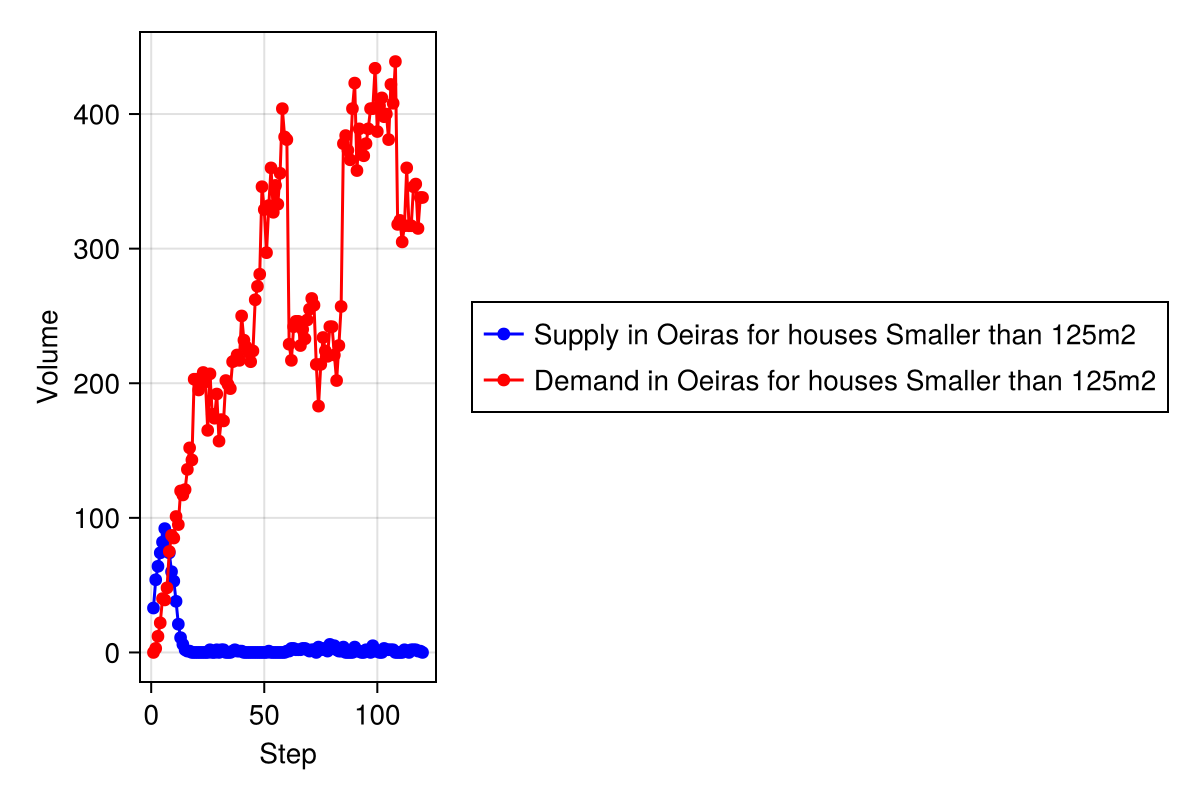 400
300
200
100
0
0 50 100
Volume
Step
Supply in Oeiras for houses Smaller than 125m2
Demand in Oeiras for houses Smaller than 125m2